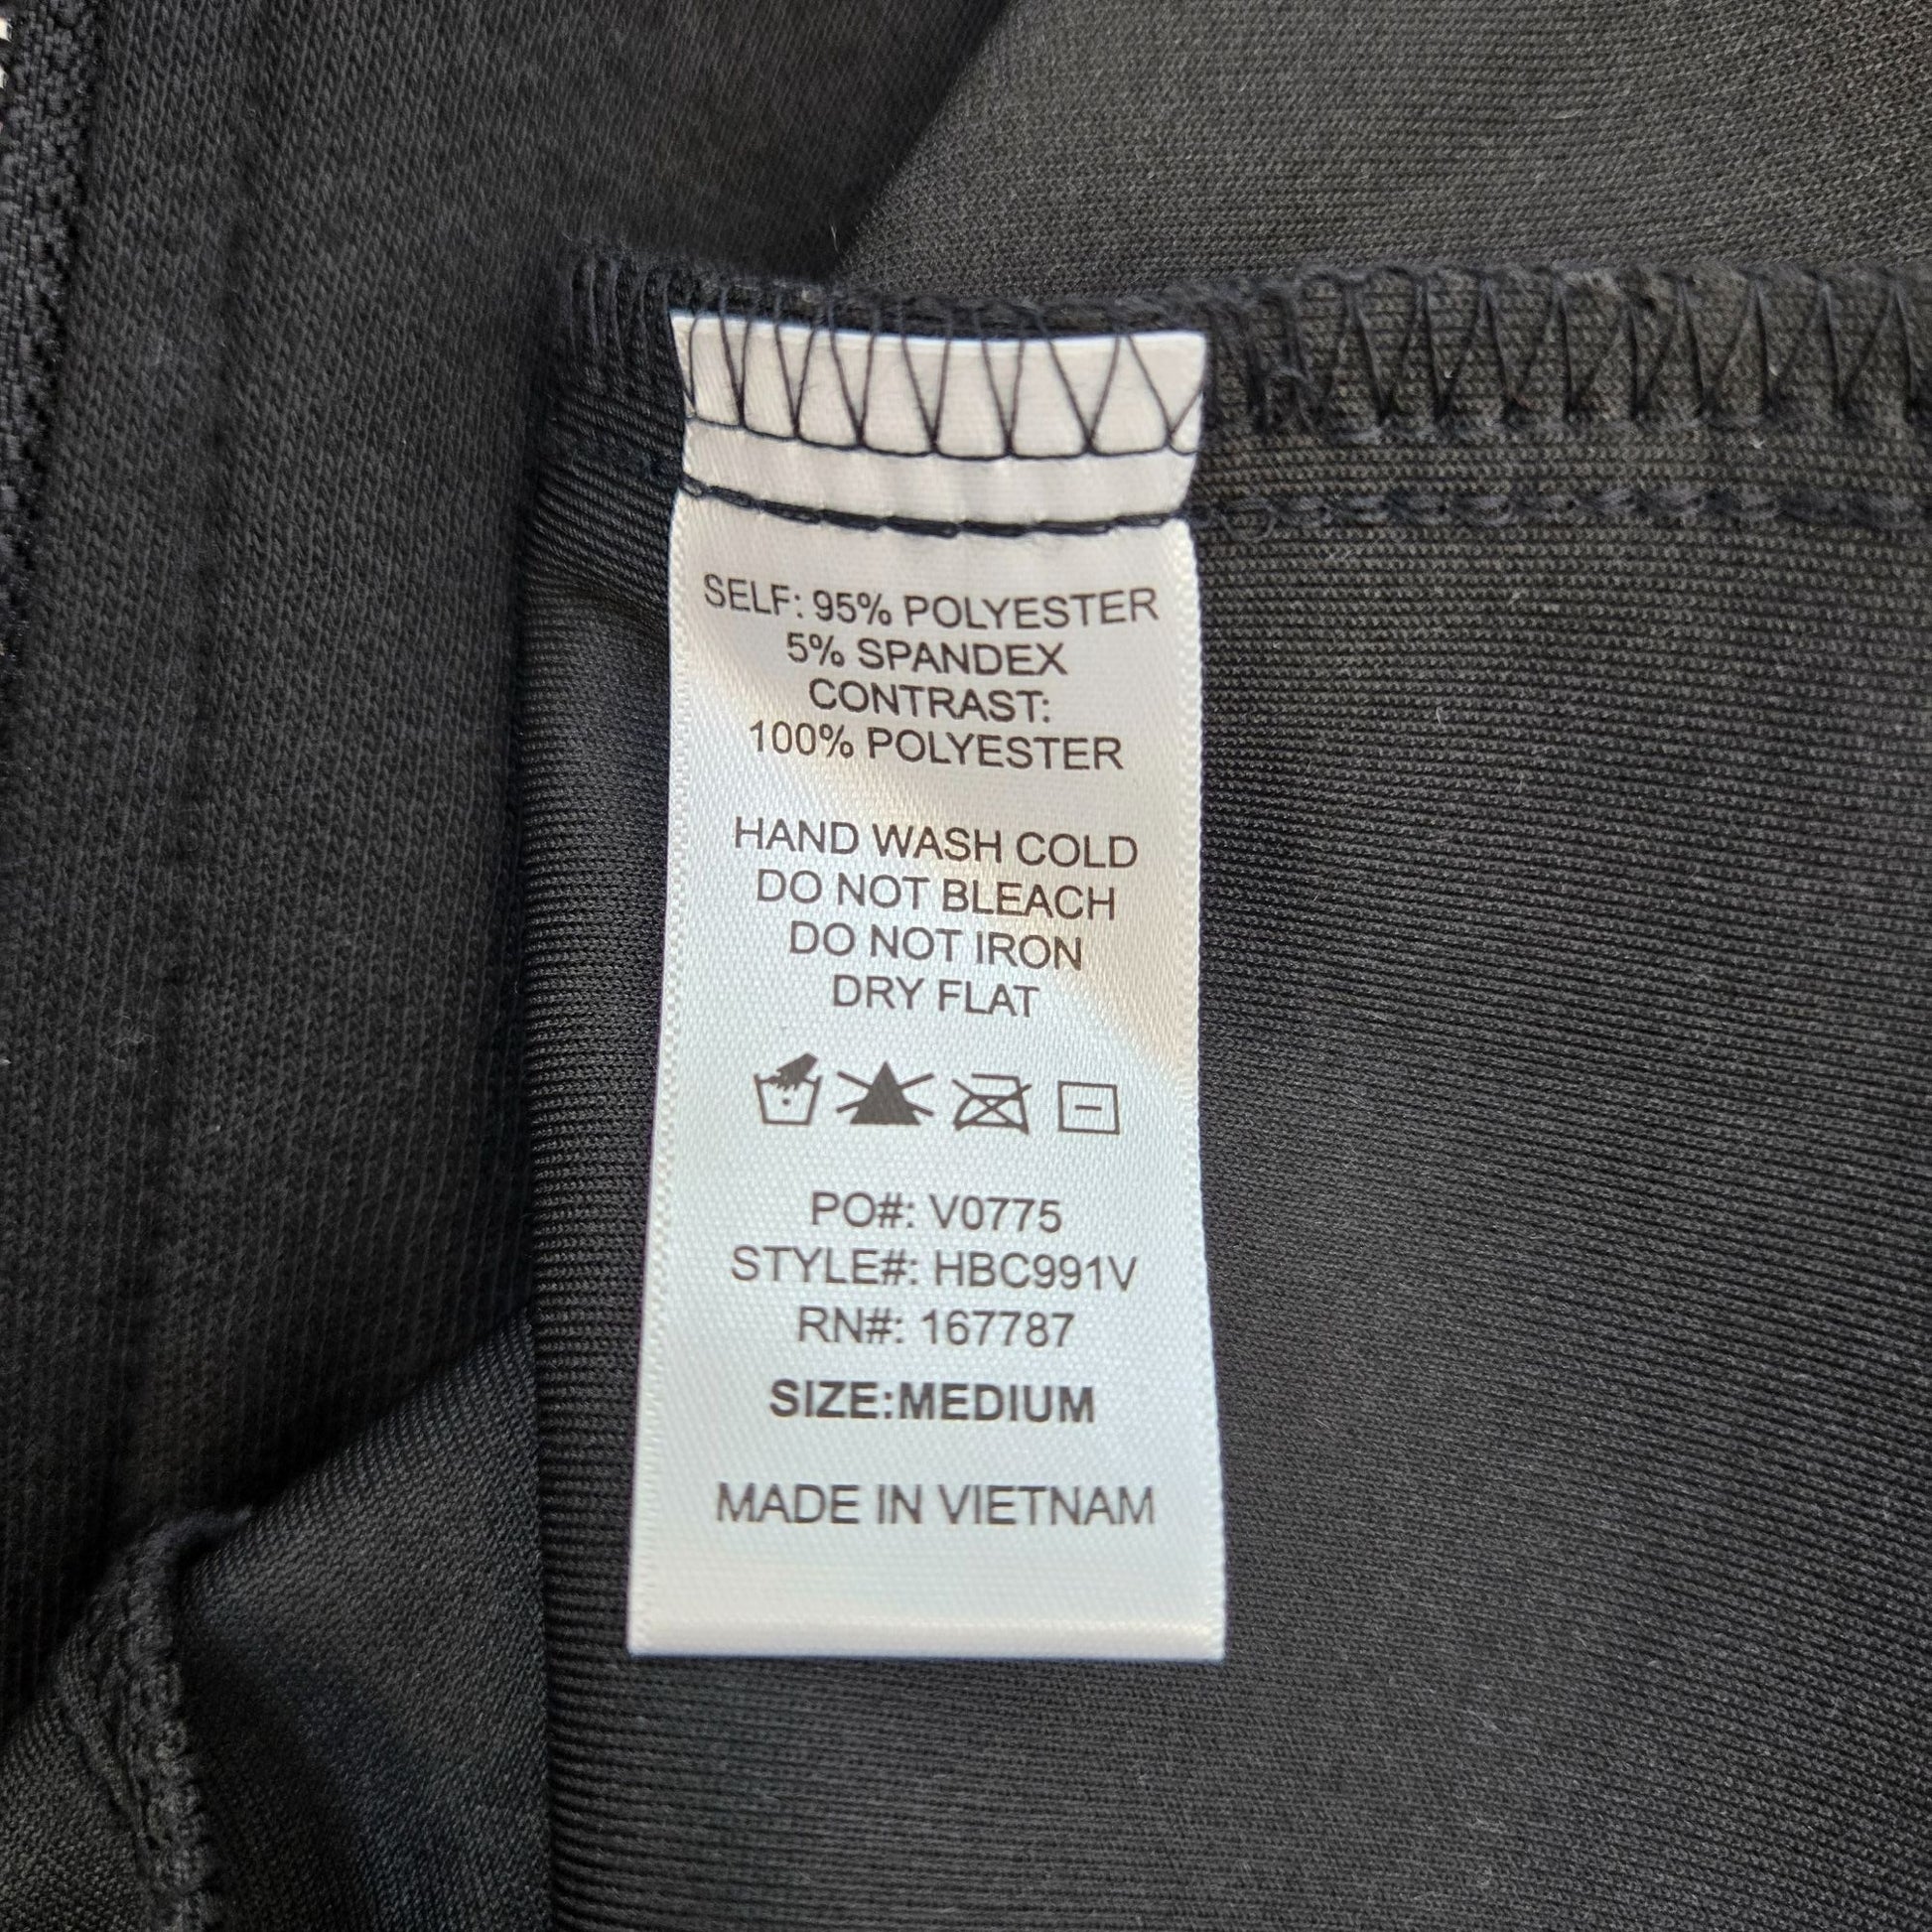 SELF: 95% POLYESTER
5% SPANDEX
CONTRAST:
100% POLYESTER
HAND WASH COLD
DO NOT BLEACH
DO NOT IRON
DRY FLAT
PO#: V0775
STYLE#: HBC991V
RN#: 167787
SIZE:MEDIUM
MADE IN VIETNAM